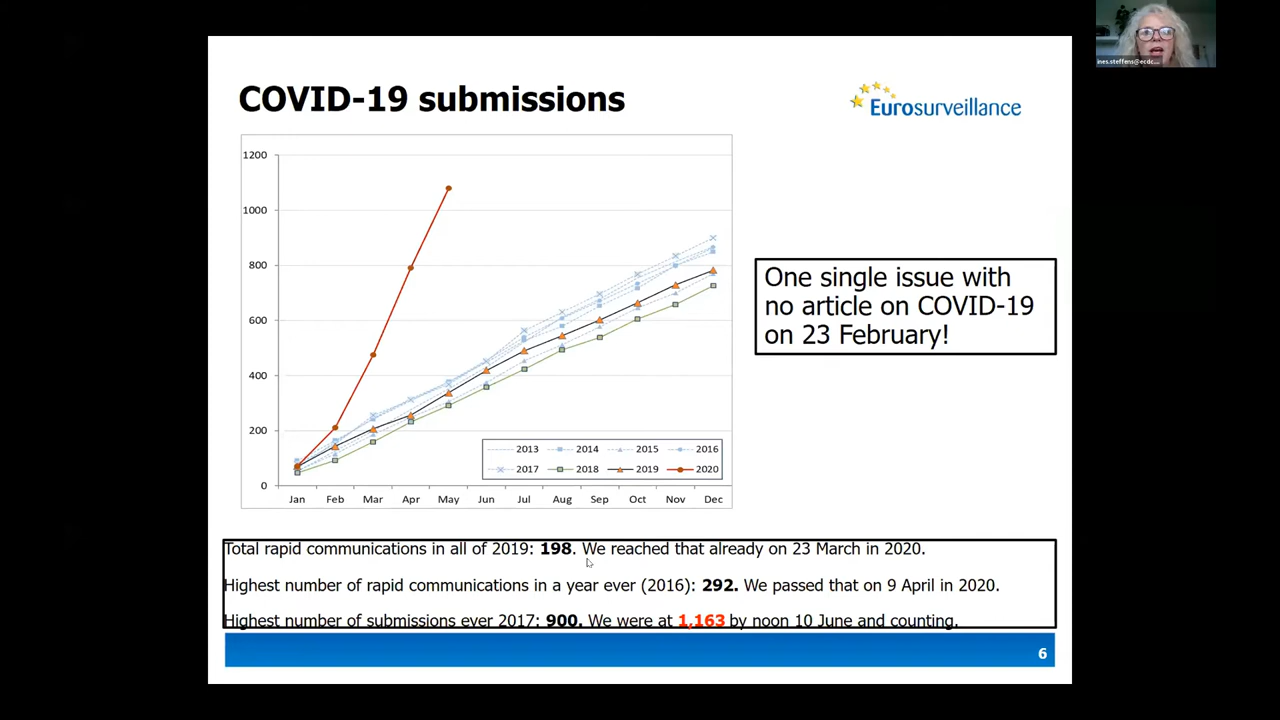 ines.steffens@ecdc....
COVID-19 submissions
Eurosurveillance
1200
1000
800
600
400
200
0
Jan Feb Mar Apr May Jun Jul Aug Sep Oct Nov Dec
2013 2014 2015 2016
2017 2018 2019 2020
One single issue with
no article on COVID-19
on 23 February!
Total rapid communications in all of 2019: 198. We reached that already on 23 March in 2020.
Highest number of rapid communications in a year ever (2016): 292. We passed that on 9 April in 2020.
Highest number of submissions ever 2017: 900. We were at 1,163 by noon 10 June and counting.
6